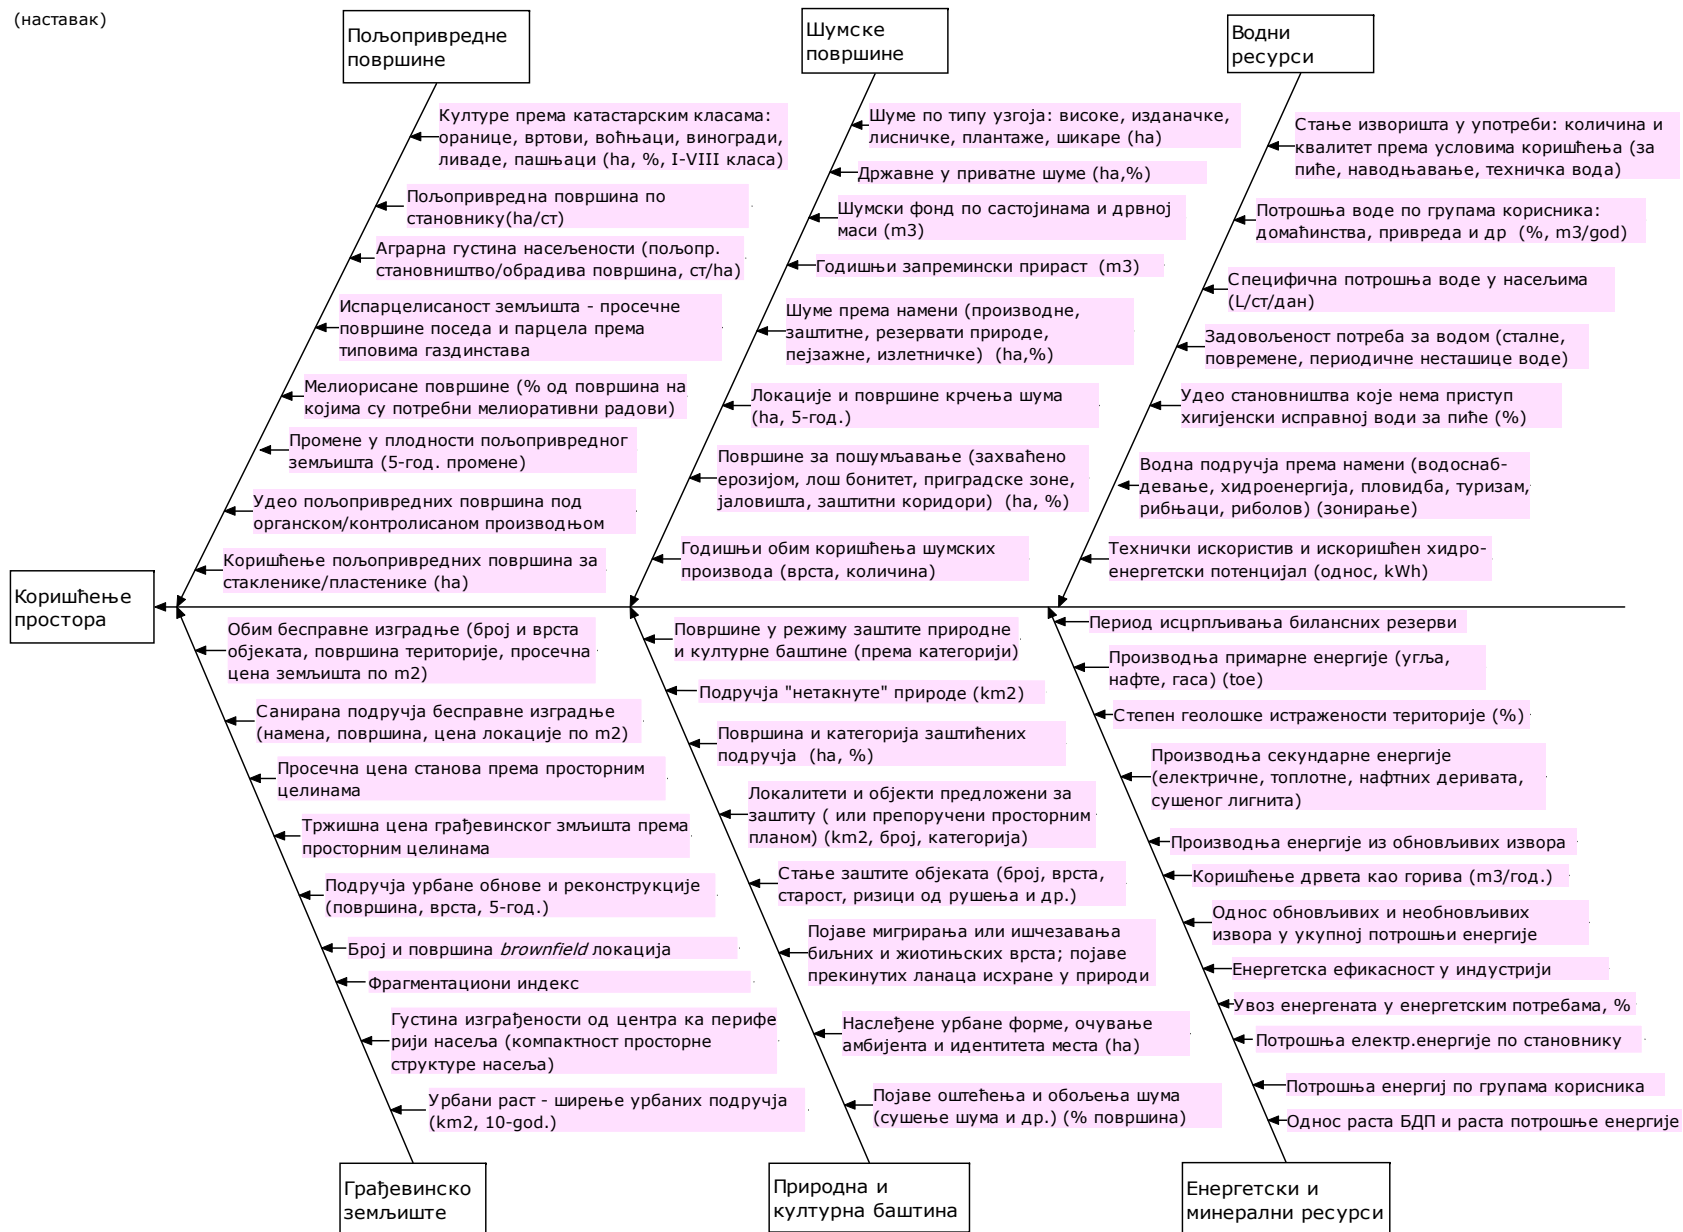 (наставак)
Пољопривредне
површине
Културе према катастарским класама:
оранице, вртови, воћњаци, виногради,
ливаде, пашњаци (ha, %, I-VIII класа)
Пољопривредна површина по
становнику(ha/ст)
Аграрна густина насељености (пољопр.
становништво/обрадива површина, ст/ha)
Испарцелисаност земљишта - просечне
површине поседа и парцела према
типовима газдинстава
Мелиорисане површине (% од површина на
којима су потребни мелиоративни радови)
Промене у плодности пољопривредног
земљишта (5-год. промене)
Удео пољопривредних површина под
органском/контролисаном производњом
Коришћење пољопривредних површина за
стакленике/пластенике (ha)
Шумске
површине
Шуме по типу узгоја: високе, изданачке,
лисничке, плантаже, шикаре (ha)
Државне у приватне шуме (ha,%)
Шумски фонд по састојинама и дрвној
маси (m3)
Годишњи запремински прираст (m3)
Шуме према намени (производне,
заштитне, резервати природе,
пејзажне, излетничке) (ha,%)
Локације и површине крчења шума
(ha, 5-год.)
Површине за пошумљавање (захваћено
ерозијом, лош бонитет, приградске зоне,
јаловишта, заштитни коридори) (ha, %)
Годишњи обим коришћења шумских
производа (врста, количина)
Водни
ресурси
Стање изворишта у употреби: количина и
квалитет према условима коришћења (за
пиће, наводњавање, техничка вода)
Потрошња воде по групама корисника:
домаћинства, привреда и др (%, m3/god)
Специфична потрошња воде у насељима
(L/ст/дан)
Задовољеност потреба за водом (сталне,
повремене, периодичне несташице воде)
Удео становништва које нема приступ
хигијенски исправној води за пиће (%)
Водна подручја према намени (водоснаб-
девање, хидроенергија, пловидба, туризам,
рибњаци, риболов) (зонирање)
Технички искористив и искоришћен хидро-
енергетски потенцијал (однос, kWh)
Коришћење
простора
Обим бесправне изградње (број и врста
објеката, површина територије, просечна
цена земљишта по m2)
Санирана подручја бесправне изградње
(намена, површина, цена локације по m2)
Просечна цена станова према просторним
целинама
Тржишна цена грађевинског змљишта према
просторним целинама
Подручја урбане обнове и реконструкције
(површина, врста, 5-год.)
Број и површина brownfield локација
Фрагментациони индекс
Густина изграђености од центра ка перифе
рији насеља (компактност просторне
структуре насеља)
Урбани раст - ширење урбаних подручја
(km2, 10-god.)
Грађевинско
земљиште
Површине у режиму заштите природне
и културне баштине (према категорији)
Подручја "нетакнуте" природе (km2)
Површина и категорија заштићених
подручја (ha, %)
Локалитети и објекти предложени за
заштиту ( или препоручени просторним
планом) (km2, број, категорија)
Стање заштите објеката (број, врста,
старост, ризици од рушења и др.)
Појаве мигрирања или ишчезавања
биљних и жиотињских врста; појаве
прекинутих ланаца исхране у природи
Наслеђене урбане форме, очување
амбијента и идентитета места (ha)
Појаве оштећења и обољења шума
(сушење шума и др.) (% површина)
Природна и
културна баштина
Период исцрпљивања билансних резерви
Производња примарне енергије (угља,
нафте, гаса) (toe)
Степен геолошке истражености територије (%)
Производња секундарне енергије
(електричне, топлотне, нафтних деривата,
сушеног лигнита)
Производња енергије из обновљивих извора
Коришћење дрвета као горива (m3/год.)
Однос обновљивих и необновљивих
извора у укупној потрошњи енергије
Енергетска ефикасност у индустрији
Увоз енергената у енергетским потребама, %
Потрошња електр.енергије по становнику
Потрошња енергиј по групама корисника
Однос раста БДП и раста потрошње енергије
Енергетски и
минерални ресурси